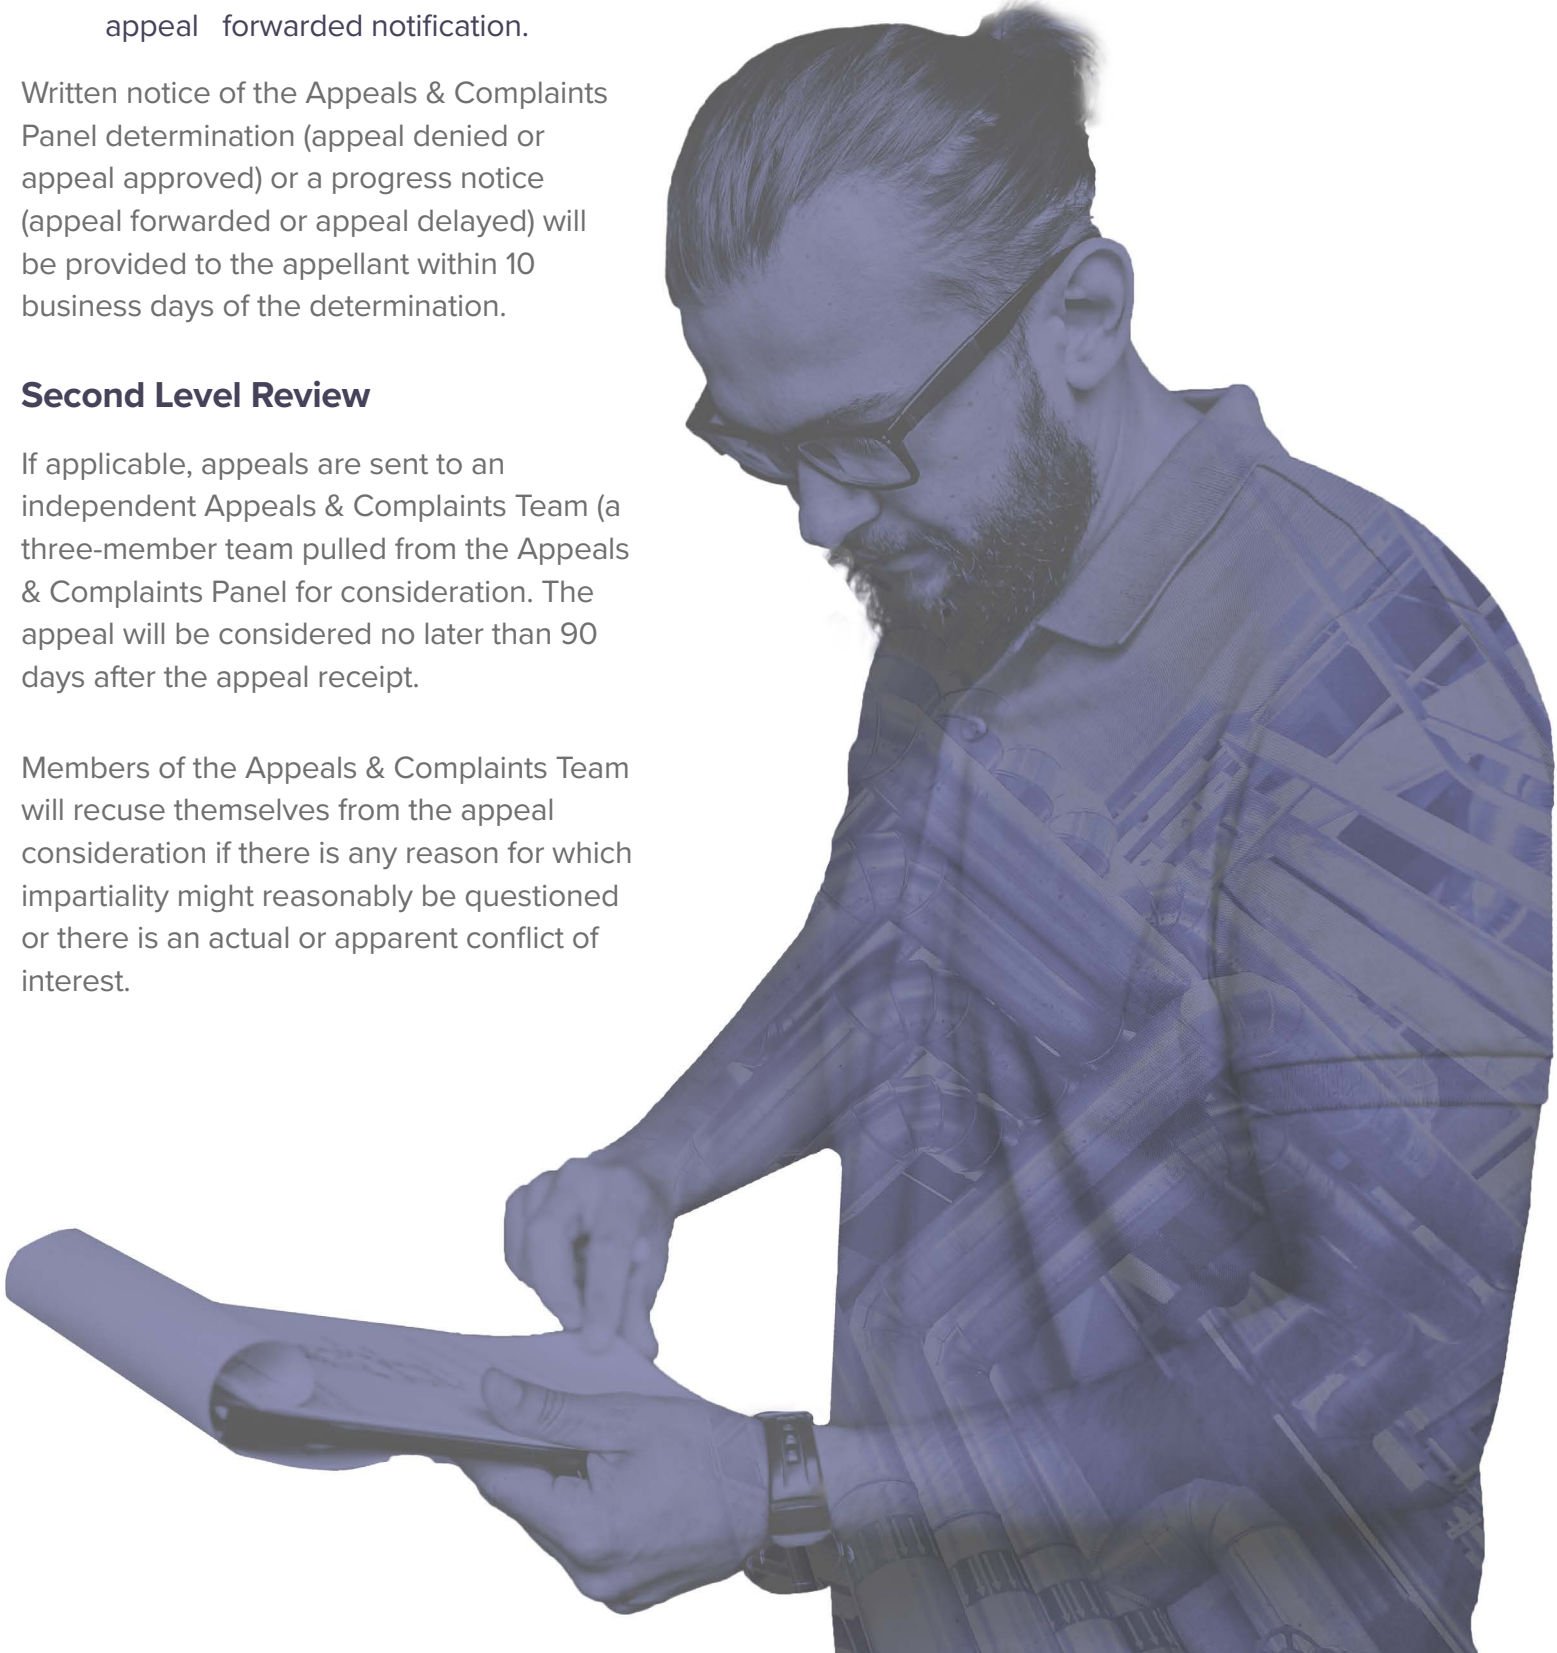 appeal forwarded notification.
Written notice of the Appeals & Complaints
Panel determination (appeal denied or
appeal approved) or a progress notice
(appeal forwarded or appeal delayed) will
be provided to the appellant within 10
business days of the determination.
Second Level Review
If applicable, appeals are sent to an
independent Appeals & Complaints Team (a
three-member team pulled from the Appeals
& Complaints Panel for consideration. The
appeal will be considered no later than 90
days after the appeal receipt.
Members of the Appeals & Complaints Team
will recuse themselves from the appeal
consideration if there is any reason for which
impartiality might reasonably be questioned
or there is an actual or apparent conflict of
interest.